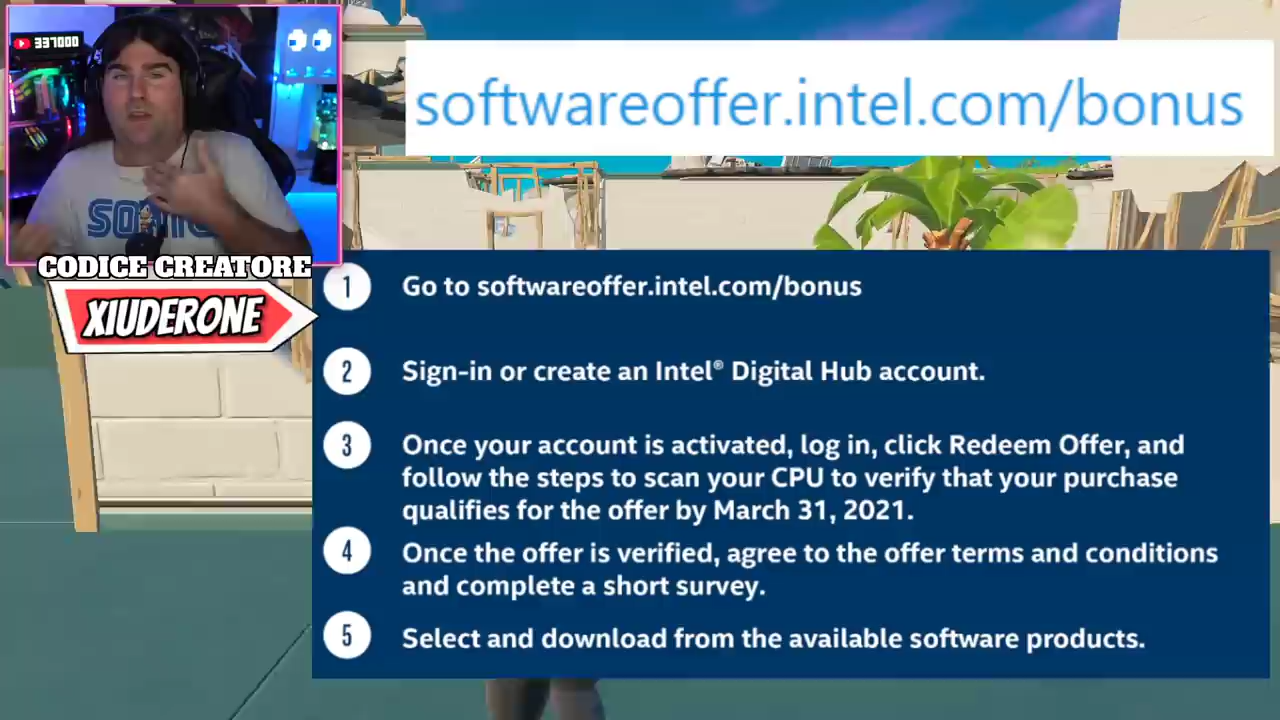 337000
softwareoffer.intel.com/bonus
CODICE CREATORE
XIUDERONE
1 Go to softwareoffer.intel.com/bonus
2 Sign-in or create an Intel® Digital Hub account.
3 Once your account is activated, log in, click Redeem Offer, and
follow the steps to scan your CPU to verify that your purchase
qualifies for the offer by March 31, 2021.
4 Once the offer is verified, agree to the offer terms and conditions
and complete a short survey.
5 Select and download from the available software products.